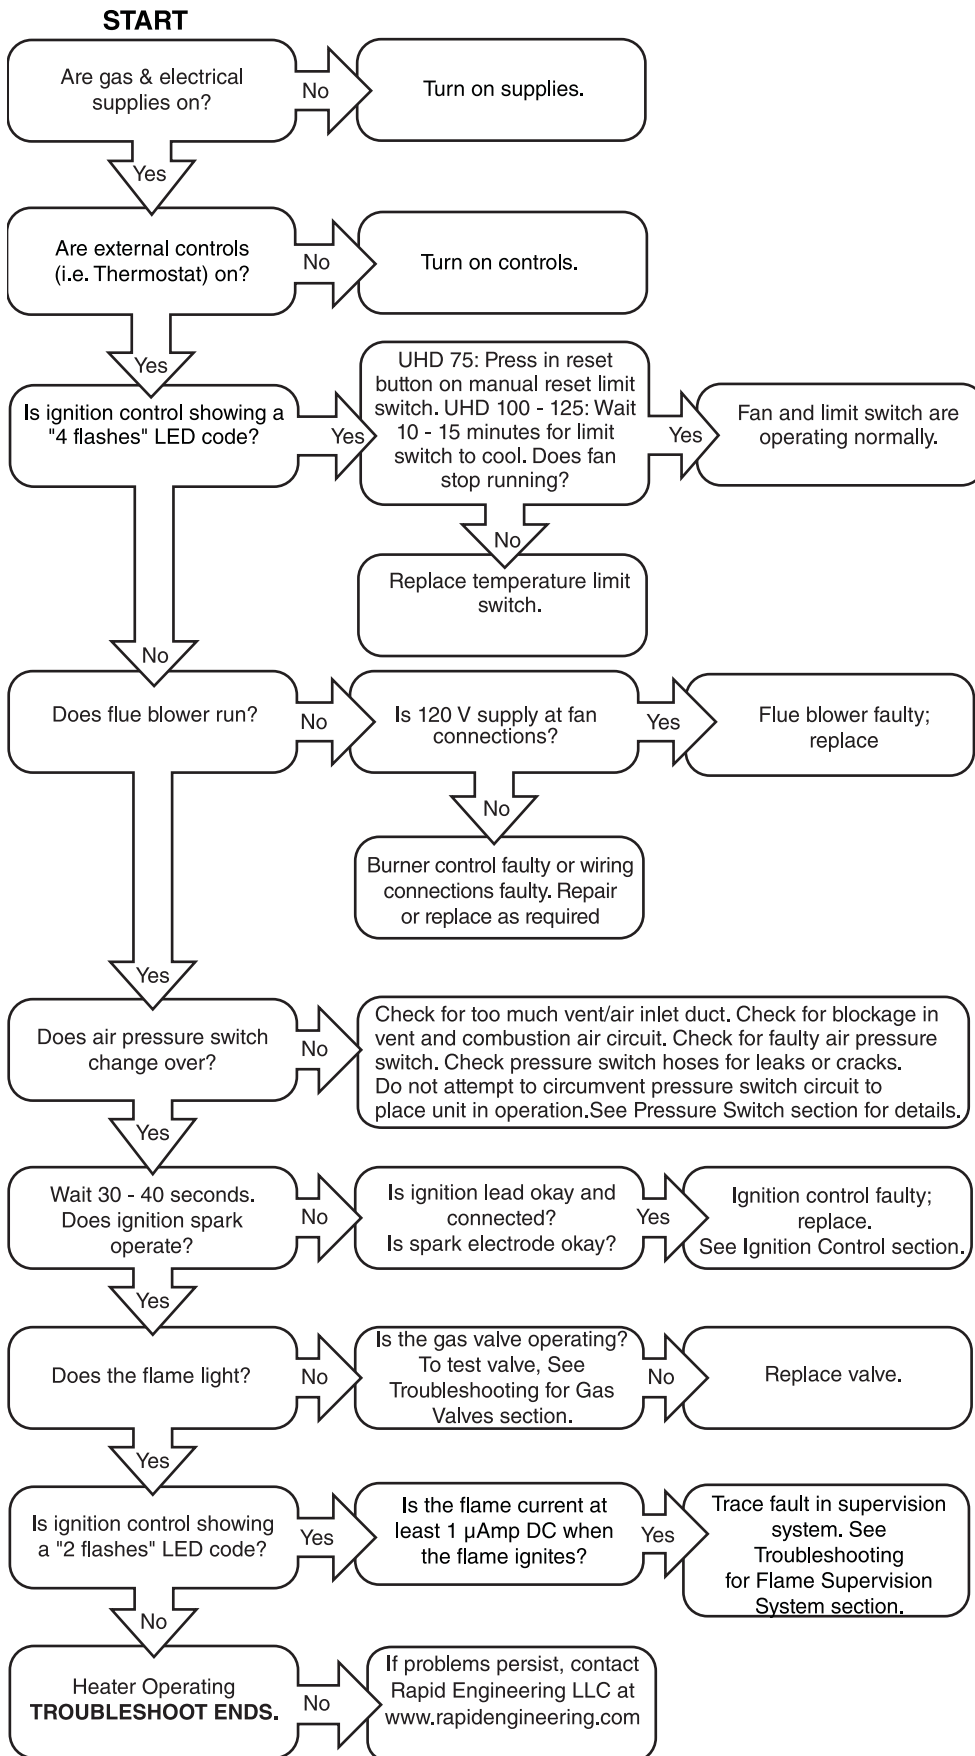 START
Are gas & electrical
supplies on?
No
Turn on supplies.
Yes
Are external controls
(i.e. Thermostat) on?
No
Turn on controls.
Yes
Is ignition control showing a
"4 flashes" LED code?
Yes
UHD 75: Press in reset
button on manual reset limit
switch. UHD 100 - 125: Wait
10 - 15 minutes for limit
switch to cool. Does fan
stop running?
Yes
Fan and limit switch are
operating normally.
No
Replace temperature limit
switch.
No
Does flue blower run?
No
Is 120 V supply at fan
connections?
Yes
Flue blower faulty;
replace
No
Burner control faulty or wiring
connections faulty. Repair
or replace as required
Yes
Does air pressure switch
change over?
No
Check for too much vent/air inlet duct. Check for blockage in
vent and combustion air circuit. Check for faulty air pressure
switch. Check pressure switch hoses for leaks or cracks.
Do not attempt to circumvent pressure switch circuit to
place unit in operation.See Pressure Switch section for details.
Yes
Wait 30 - 40 seconds.
Does ignition spark
operate?
No
Is ignition lead okay and
connected?
Is spark electrode okay?
Yes
Ignition control faulty;
replace.
See Ignition Control section.
Yes
Does the flame light?
No
Is the gas valve operating?
To test valve, See
Troubleshooting for Gas
Valves section.
No
Replace valve.
Yes
Is ignition control showing
a "2 flashes" LED code?
Yes
Is the flame current at
least 1 µAmp DC when
the flame ignites?
Yes
Trace fault in supervision
system. See
Troubleshooting
for Flame Supervision
System section.
No
Heater Operating
TROUBLESHOOT ENDS.
No
If problems persist, contact
Rapid Engineering LLC at
www.rapidengineering.com